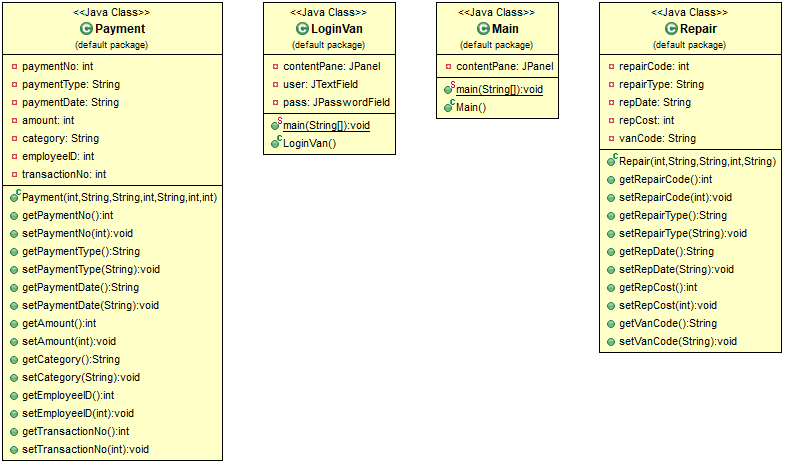 <<Java Class>>
Payment
(default package)
paymentNo: int
paymentType: String
paymentDate: String
amount: int
category: String
employeeID: int
transactionNo: int
Payment(int,String,String,int,String,int,int)
getPaymentNo():int
setPaymentNo(int):void
getPaymentType():String
setPaymentType(String):void
getPaymentDate():String
setPaymentDate(String):void
getAmount():int
setAmount(int):void
getCategory():String
setCategory(String):void
getEmployeeID():int
setEmployeeID(int):void
getTransactionNo():int
setTransactionNo(int):void
<<Java Class>>
LoginVan
(default package)
contentPane: JPanel
user: JTextField
pass: JPasswordField
main(String[]):void
LoginVan()
<<Java Class>>
Main
(default package)
contentPane: JPanel
main(String[]):void
Main()
<<Java Class>>
Repair
(default package)
repairCode: int
repairType: String
repDate: String
repCost: int
vanCode: String
Repair(int,String,String,int,String)
getRepairCode():int
setRepairCode(int):void
getRepairType():String
setRepairType(String):void
getRepDate():String
setRepDate(String):void
getRepCost():int
setRepCost(int):void
getVanCode():String
setVanCode(String):void